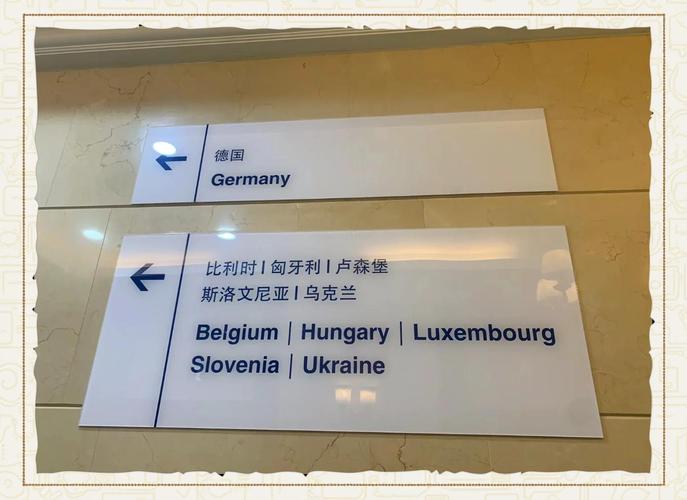 德国
Germany
比利时 | 匈牙利 | 卢森堡
斯洛文尼亚 | 乌克兰
Belgium | Hungary | Luxembourg
Slovenia | Ukraine